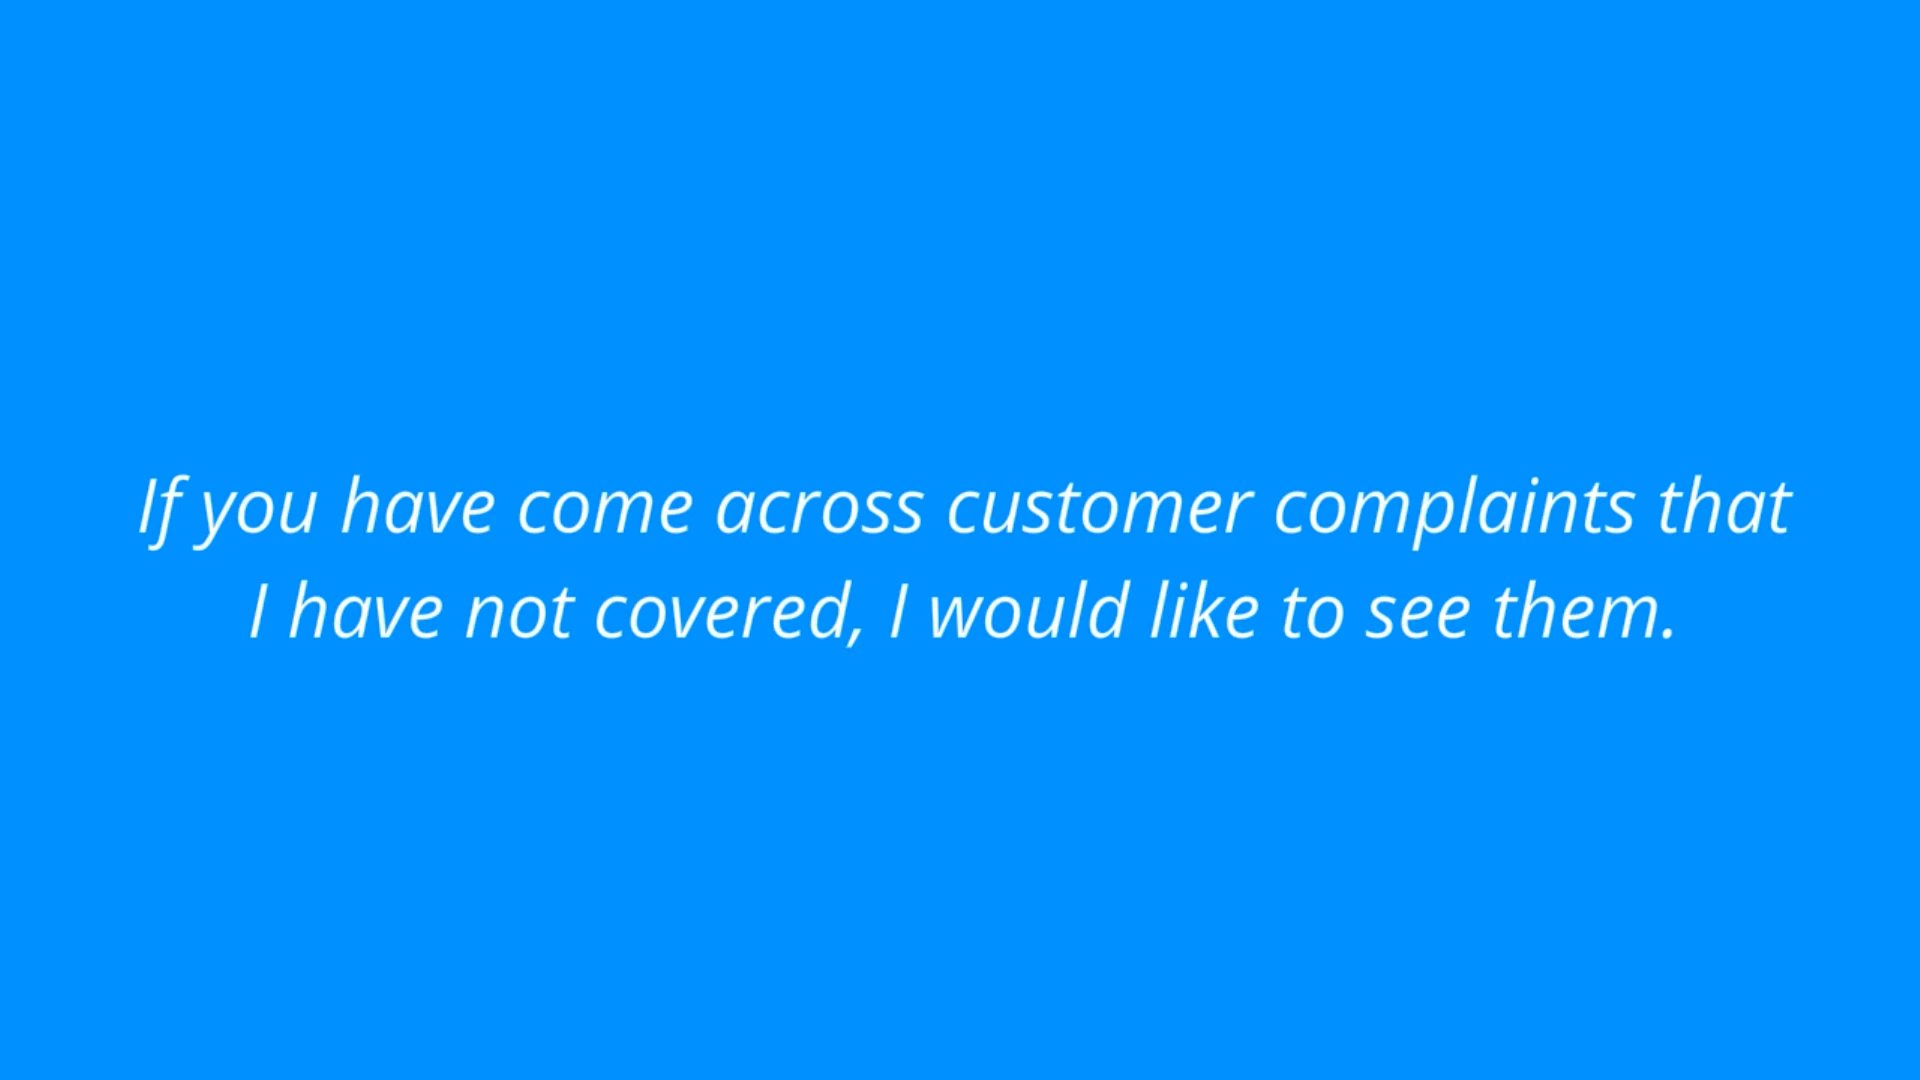 If you have come across customer complaints that
I have not covered, I would like to see them.